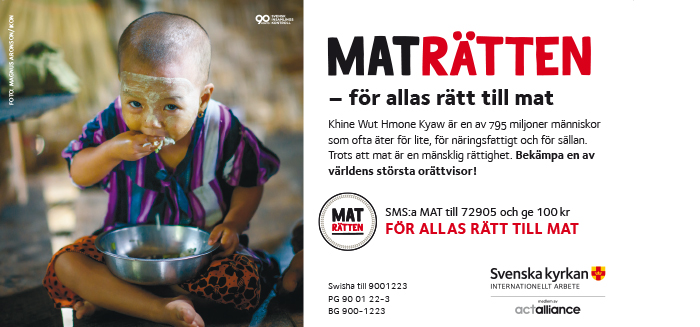 FOTO: MAGNUS ARONSON/IKON
90
SVENSK
INSAMLINGS
KONTROLL
MATRÄTTEN
– för allas rätt till mat
Khine Wut Hmone Kyaw är en av 795 miljoner människor
som ofta äter för lite, för näringsfattigt och för sällan.
Trots att mat är en mänsklig rättighet. Bekämpa en av
världens största orättvisor!
MAT
RÄTTEN
SMS:a MAT till 72905 och ge 100 kr
FÖR ALLAS RÄTT TILL MAT
Swisha till 9001223
PG 90 01 22-3
BG 900-1223
Svenska kyrkan
INTERNATIONELLT ARBETE
medlem av
actalliance